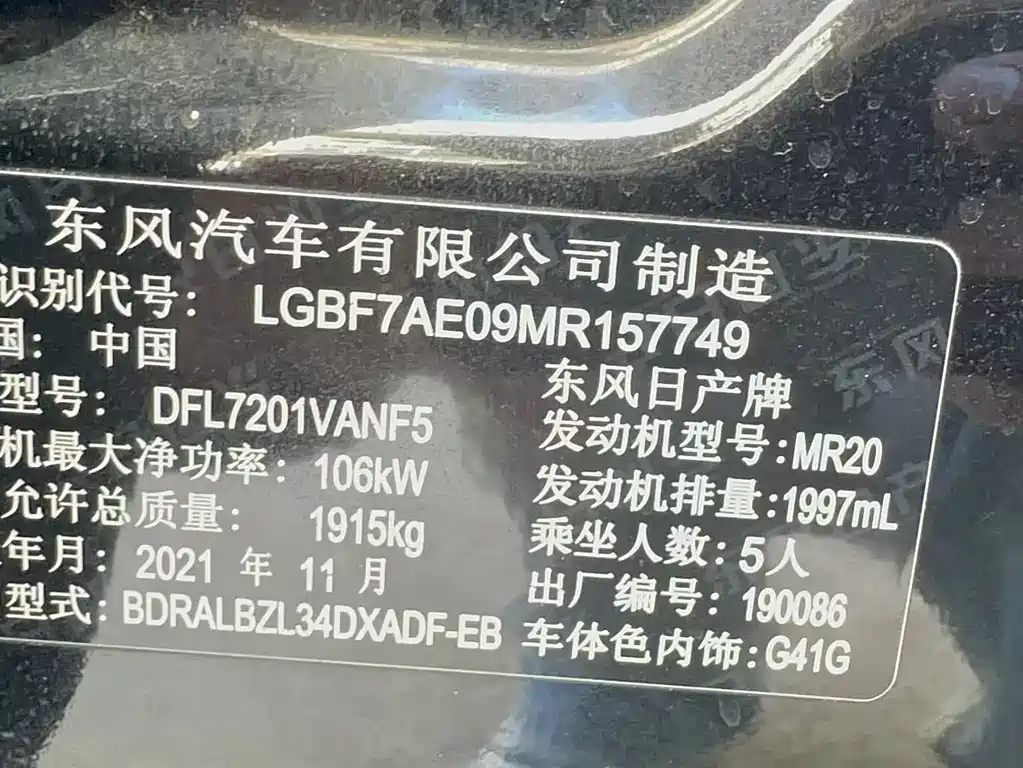 东风汽车有限公司制造
识别代号: LGBF7AE09MR157749
国: 中国 东风日产牌
型号: DFL7201VANF5 发动机型号:MR20
机最大净功率: 106kW 发动机排量:1997mL
允许总质量: 1915kg 乘坐人数: 5人
年月: 2021 年 11 月 出厂编号: 190086
型式: BDRALBZL34DXADF-EB 车体色内饰:G41G